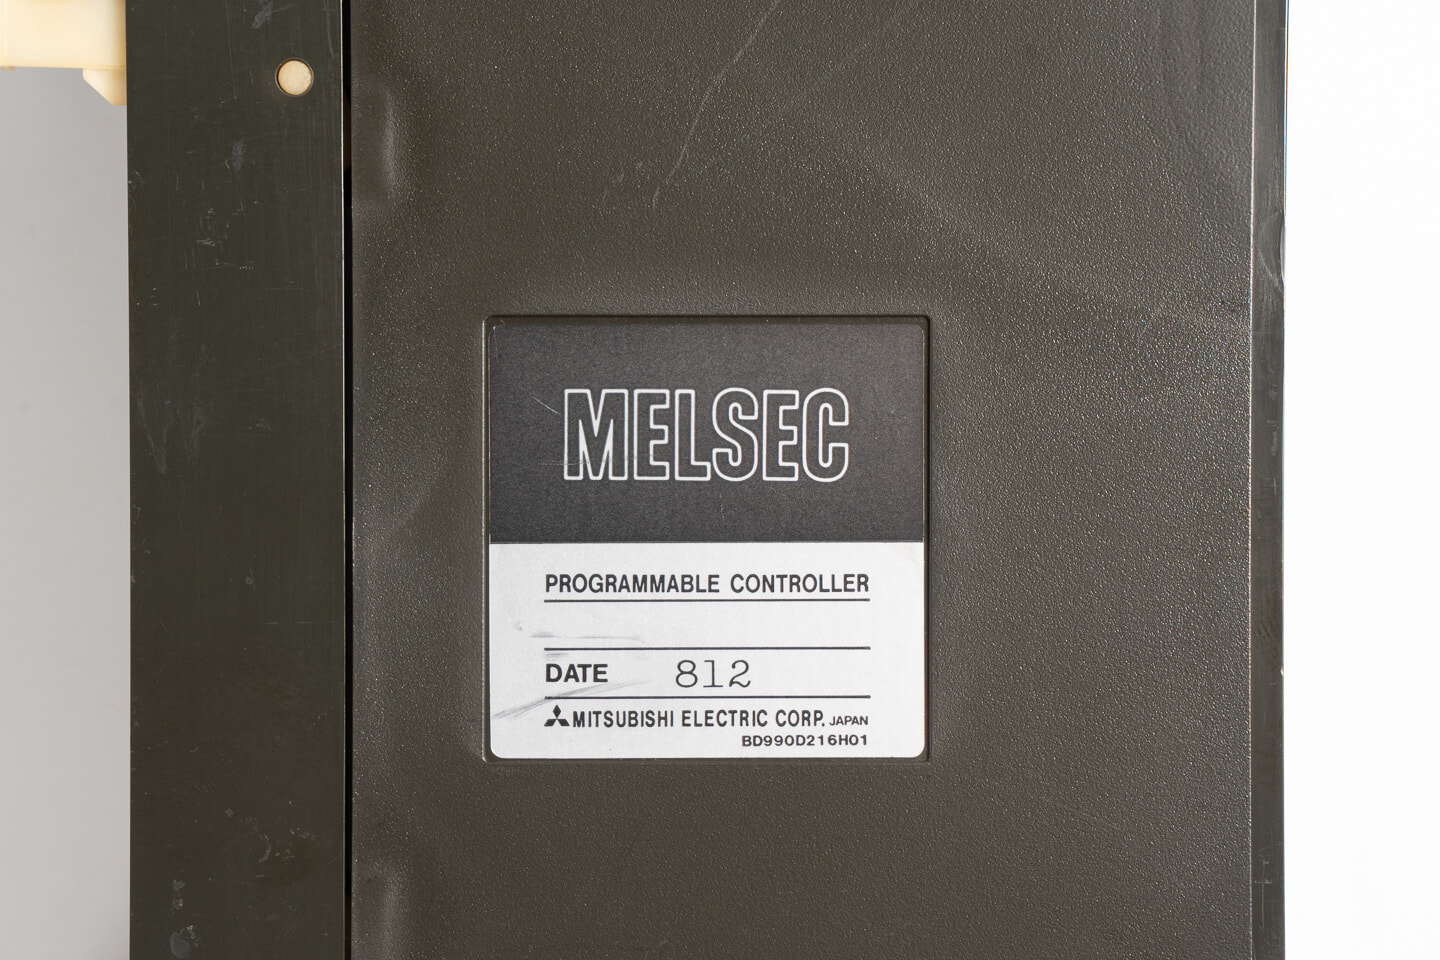 MELSEC
PROGRAMMABLE CONTROLLER
DATE 812
MITSUBISHI ELECTRIC CORP. JAPAN
BD990D216H01